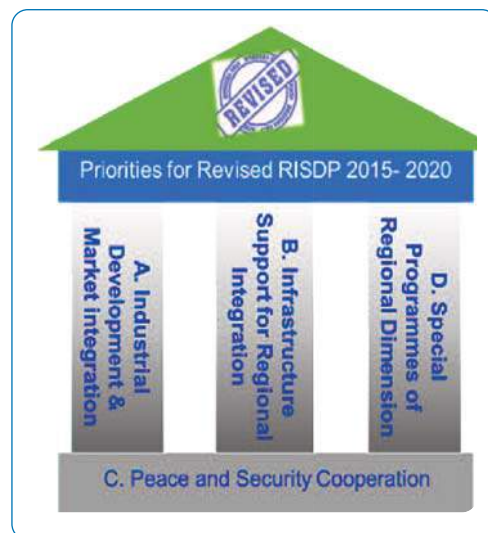 REVISED
Priorities for Revised RISDP 2015- 2020
A. Industrial
Development &
Market integration
B. Infrastructure
Support for Regional
Integration
D. Special
Programmes of
Regional Dimension
C. Peace and Security Cooperation